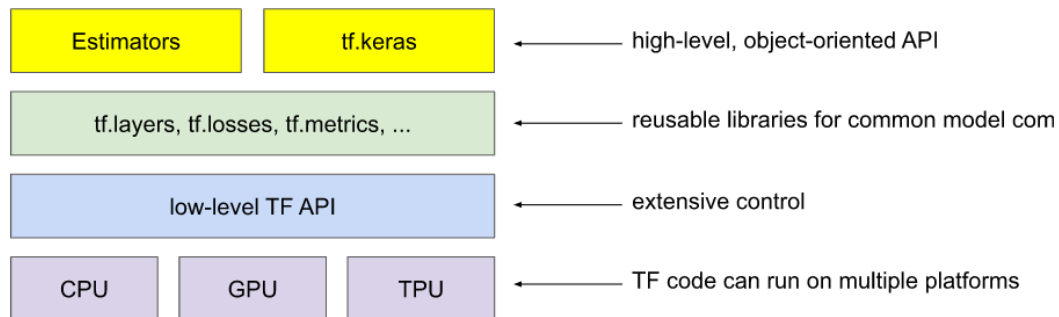 Estimators
tf.keras
high-level, object-oriented API
tf.layers, tf.losses, tf.metrics, ...
reusable libraries for common model com
low-level TF API
extensive control
CPU
GPU
TPU
TF code can run on multiple platforms